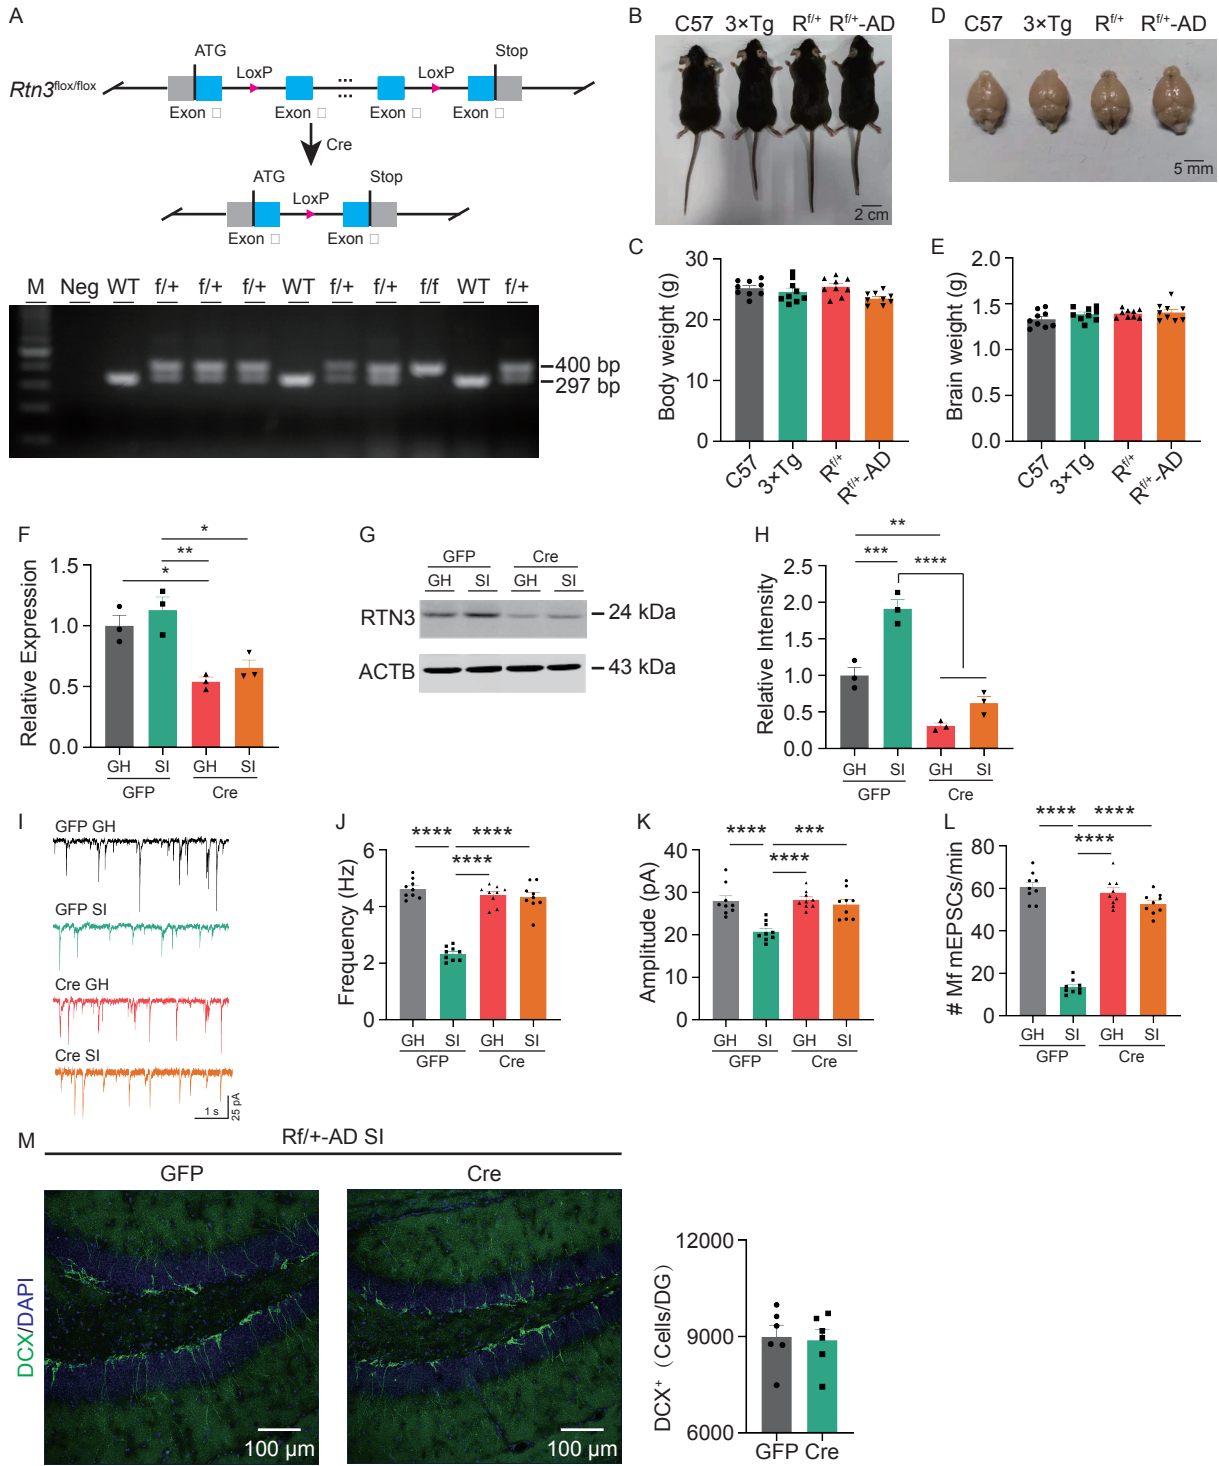 A
ATG
Stop
LoxP
LoxP
Rtn3flox/flox
Exon □
Exon □
Exon □
Exon □
Cre
ATG
Stop
LoxP
Exon □
Exon □
M Neg WT f/+ f/+ f/+ WT f/+ f/+ f/f WT f/+
400 bp
297 bp
B
C57 3×Tg Rf/+ Rf/+-AD
2 cm
D
C57 3×Tg Rf/+ Rf/+-AD
5 mm
C
Body weight (g)
30
20
10
0
C57
3×Tg
Rf/+
Rf/+-AD
E
Brain weight (g)
2.0
1.5
1.0
0.5
0.0
C57
3×Tg
Rf/+
Rf/+-AD
F
*
**
*
Relative Expression
1.5
1.0
0.5
0.0
GH SI GH SI
GFP Cre
G
GFP Cre
GH SI GH SI
RTN3
24 kDa
ACTB
43 kDa
H
**
*** ****
Relative Intensity
2.5
2.0
1.5
1.0
0.5
0.0
GH SI GH SI
GFP Cre
I
GFP GH
GFP SI
Cre GH
Cre SI
1 s
25 pA
J
**** ****
****
Frequency (Hz)
6
4
2
0
GH SI GH SI
GFP Cre
K
**** ***
****
Amplitude (pA)
40
30
20
10
0
GH SI GH SI
GFP Cre
L
**** ****
****
# Mf mEPSCs/min
80
60
40
20
0
GH SI GH SI
GFP Cre
M
Rf/+-AD SI
GFP Cre
DCX/DAPI
100 µm
100 µm
DCX+ (Cells/DG)
12000
9000
6000
GFP Cre